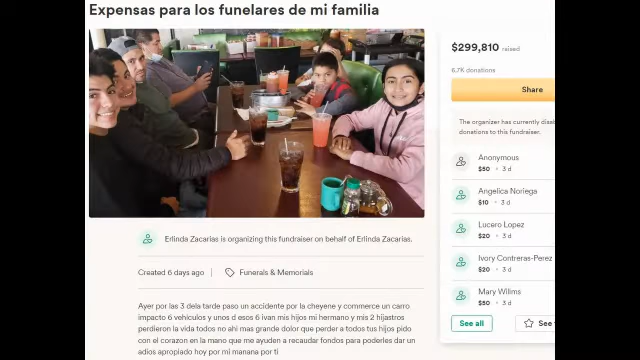 Expensas para los funelares de mi familia
$299,810 raised
6.7K donations
Share
The organizer has currently
donations to this fundraiser.
Anonymous
$50 • 3 d
Angelica Noriega
$10 • 3 d
Lucero Lopez
$20 • 3 d
Ivory Contreras-Perez
$20 • 3 d
Mary Wilims
$50 • 3 d
See all
See
Erlinda Zacarias is organizing this fundraiser on behalf of Erlinda Zacarias.
Created 6 days ago | Funerals & Memorials
Ayer por las 3 dela tarde paso un accidente por la cheyene y commerce un carro
impacto 6 vehículos y unos d esos 6 ivan mis hijos mi hermano y mis 2 hijastros
perdieron la vida todos no ahi mas grande dolor que perder a todos tus hijos pido
con el corazon en la mano que me ayuden a recaudar fondos para poderles dar un
adios apropiado hoy por mi manana por ti